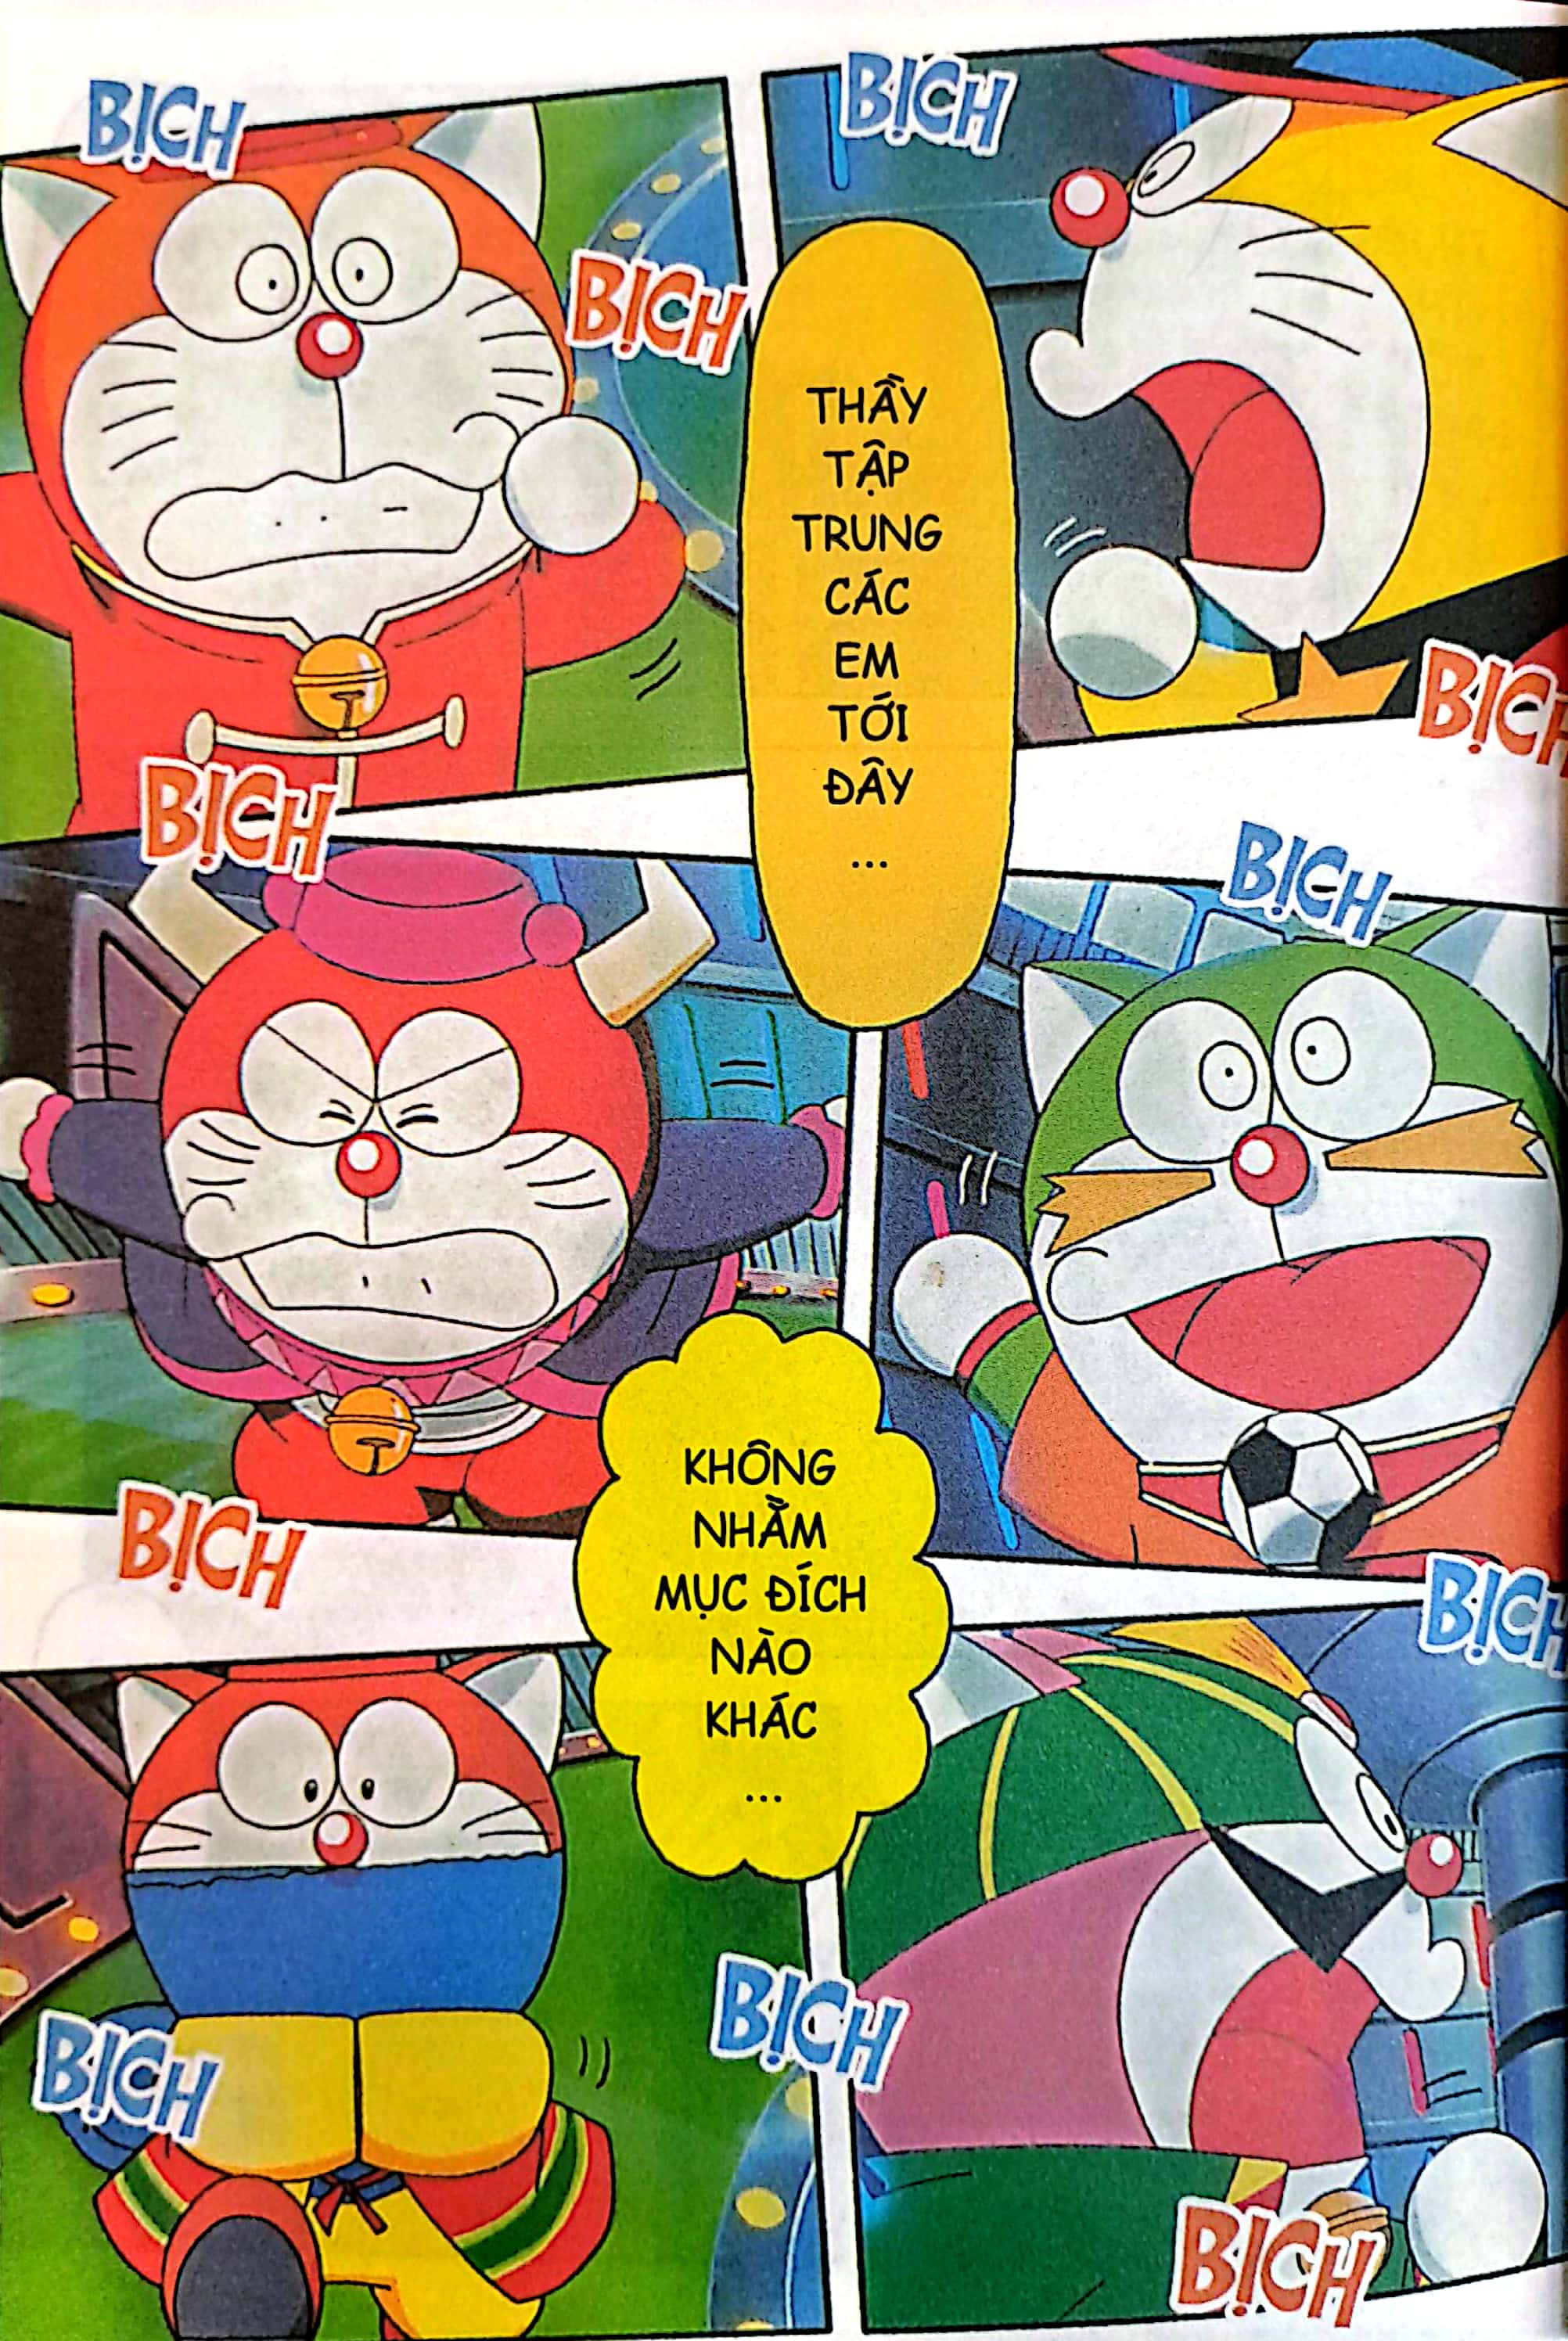 BỊCH
BỊCH
BỊCH
THẦY
TẬP
TRUNG
CÁC
EM
TỚI
ĐÂY
...
BỊCH
BỊCH
BỊCH
KHÔNG
NHẰM
MỤC ĐÍCH
NÀO
KHÁC
...
BỊCH
BỊCH
BỊCH
BỊCH
BỊCH